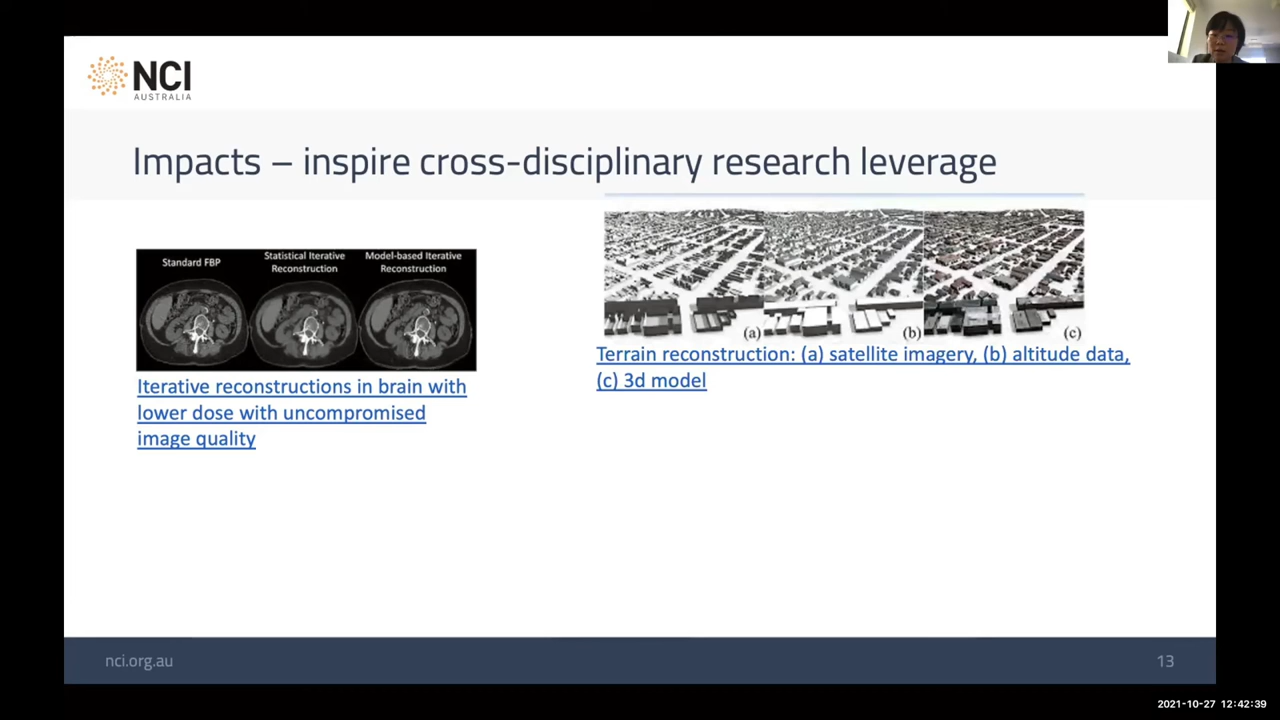 NCI
AUSTRALIA
Impacts – inspire cross-disciplinary research leverage
Standard FBP
Statistical Iterative
Reconstruction
Model-based Iterative
Reconstruction
Iterative reconstructions in brain with
lower dose with uncompromised
image quality
(a)
(b)
(c)
Terrain reconstruction: (a) satellite imagery, (b) altitude data,
(c) 3d model
nci.org.au
13
2021-10-27 12:42:39